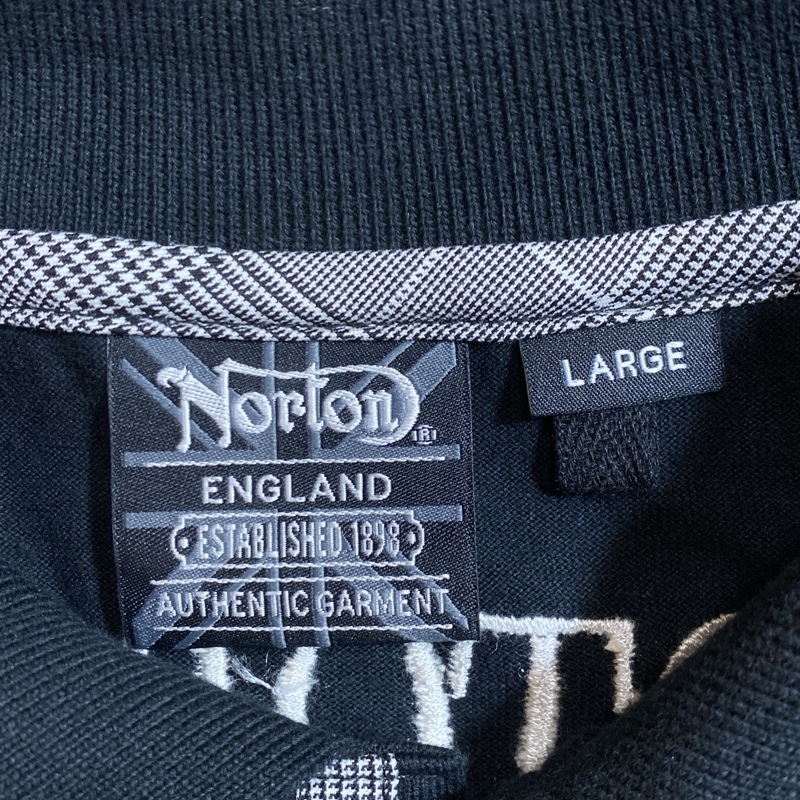 Norton ®
ENGLAND
ESTABLISHED 1898
AUTHENTIC GARMENT
LARGE